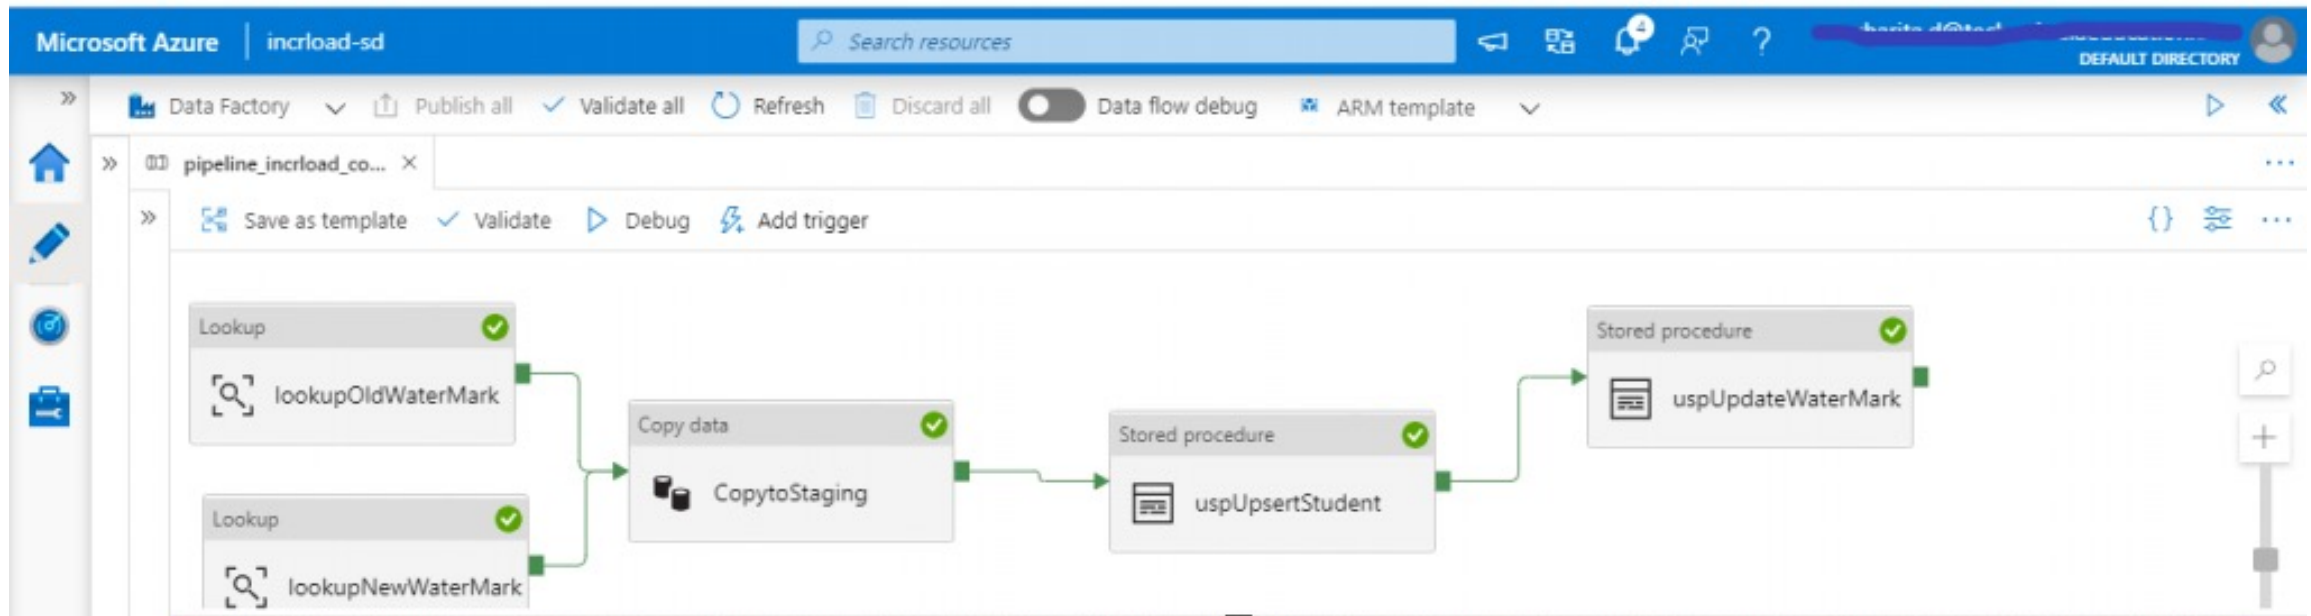 Microsoft Azure incrload-sd Search resources 4 ?
DEFAULT DIRECTORY
Data Factory Publish all Validate all Refresh Discard all Data flow debug ARM template
pipeline_incrload_co... ×
Save as template Validate Debug Add trigger {} ...
Lookup
lookupOldWaterMark
Lookup
lookupNewWaterMark
Copy data
CopytoStaging
Stored procedure
uspUpsertStudent
Stored procedure
uspUpdateWaterMark